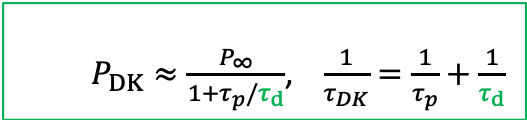 P_DK ≈ P_∞ / (1+τ_p/τ_d), 1/τ_DK = 1/τ_p + 1/τ_d